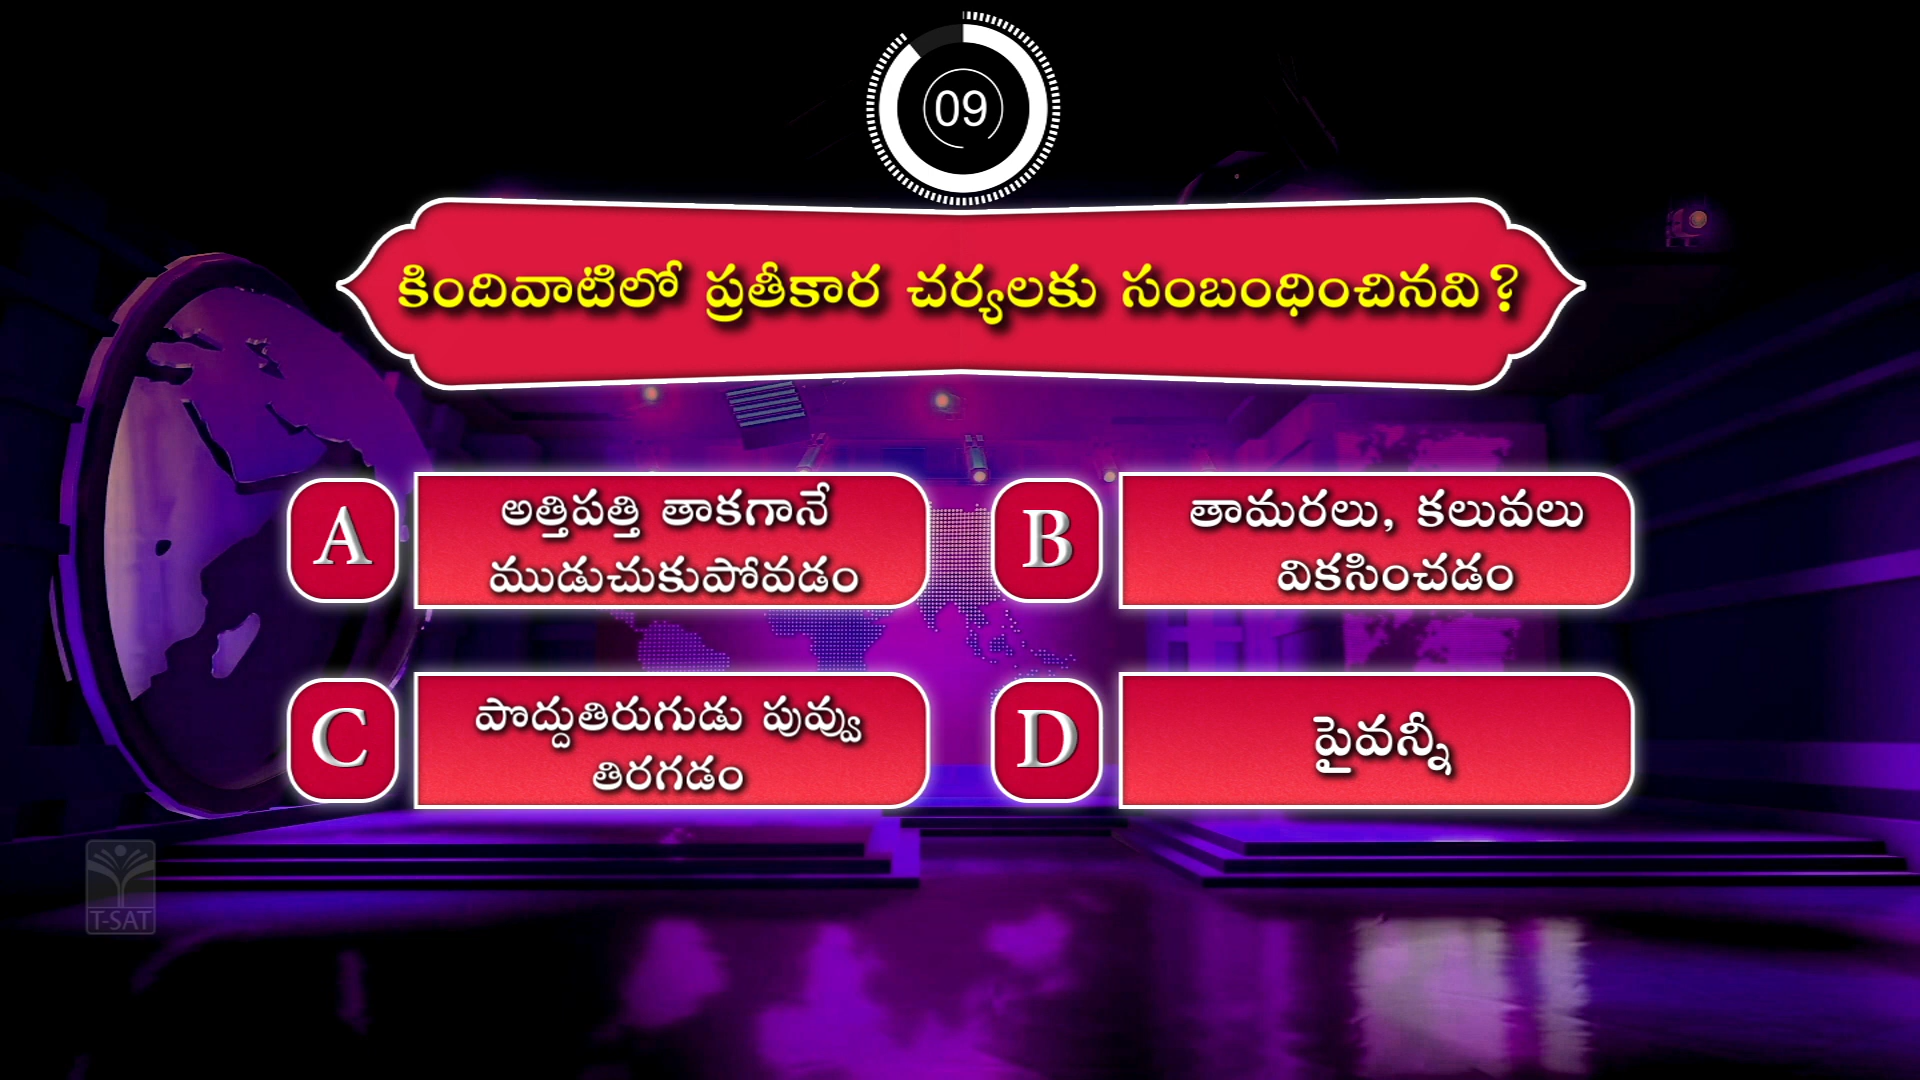 09
కిందివాటిలో ప్రతీకార చర్యలకు సంబంధించినవి?
A
అత్తిపత్తి తాకగానే
ముడుచుకుపోవడం
B
తామరలు, కలువలు
వికసించడం
C
పొద్దుతిరుగుడు పువ్వు
తిరగడం
D
పైవన్నీ
T-SAT